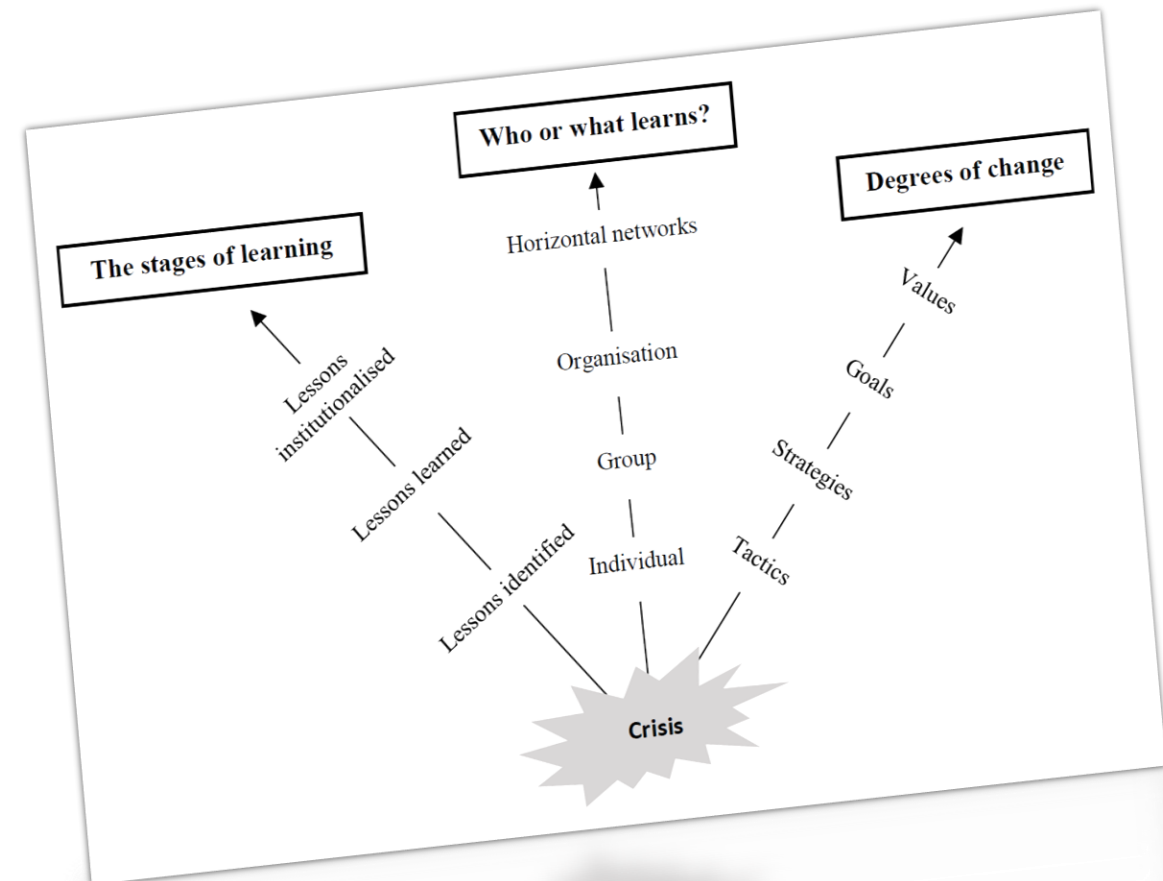 Who or what learns?
Degrees of change
The stages of learning
Horizontal networks
Values
Lessons
institutionalised
Organisation
Goals
Lessons learned
Group
Strategies
Lessons identified
Individual
Tactics
Crisis